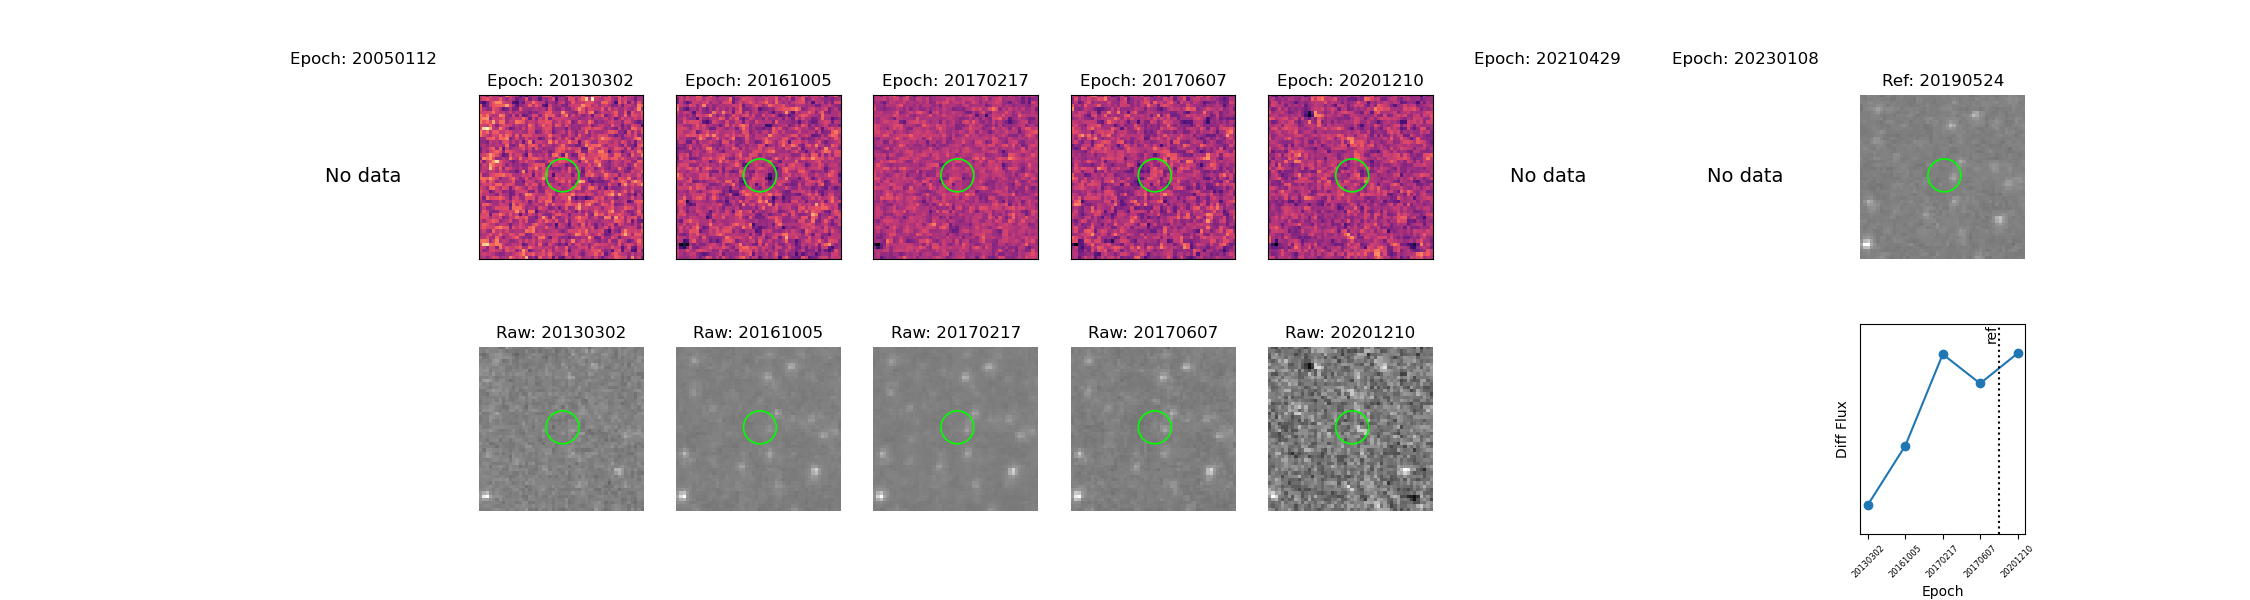 Epoch: 20050112
No data
Epoch: 20130302
Epoch: 20161005
Epoch: 20170217
Epoch: 20170607
Epoch: 20201210
Epoch: 20210429
No data
Epoch: 20230108
No data
Ref: 20190524
Raw: 20130302
Raw: 20161005
Raw: 20170217
Raw: 20170607
Raw: 20201210
ref
Diff Flux
20130302
20161005
20170217
20170607
20201210
Epoch